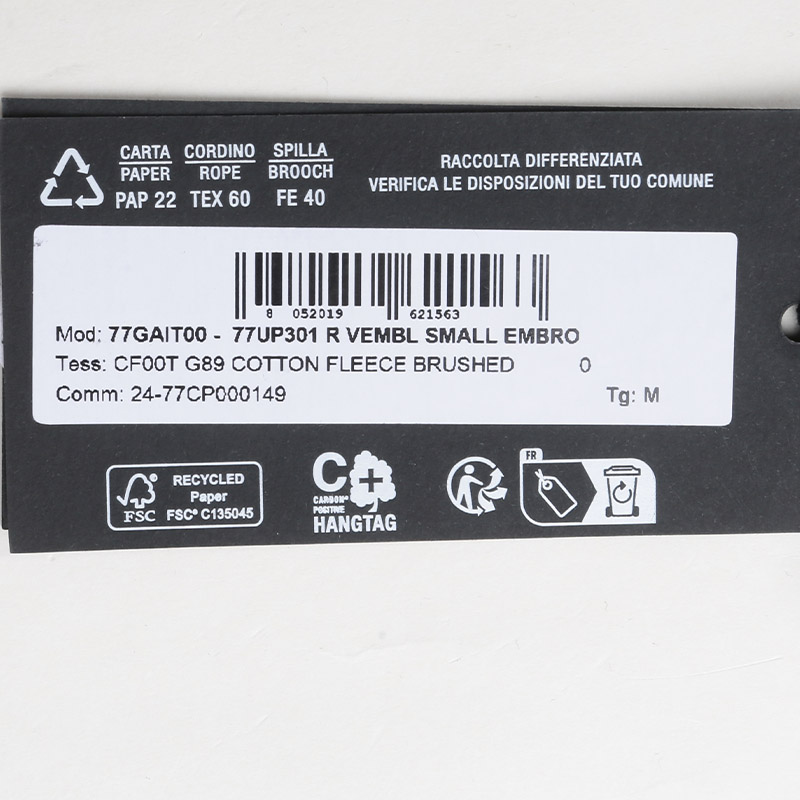 CARTA CORDINO SPILLA
PAPER ROPE BROOCH
PAP 22 TEX 60 FE 40
RACCOLTA DIFFERENZIATA
VERIFICA LE DISPOSIZIONI DEL TUO COMUNE
8 052019 621563
Mod: 77GAIT00 - 77UP301 R VEMBL SMALL EMBRO
Tess: CF00T G89 COTTON FLEECE BRUSHED 0
Comm: 24-77CP000149 Tg: M
FSC
RECYCLED
Paper
FSC® C135045
C
CARBON
POSITIVE
HANGTAG
FR